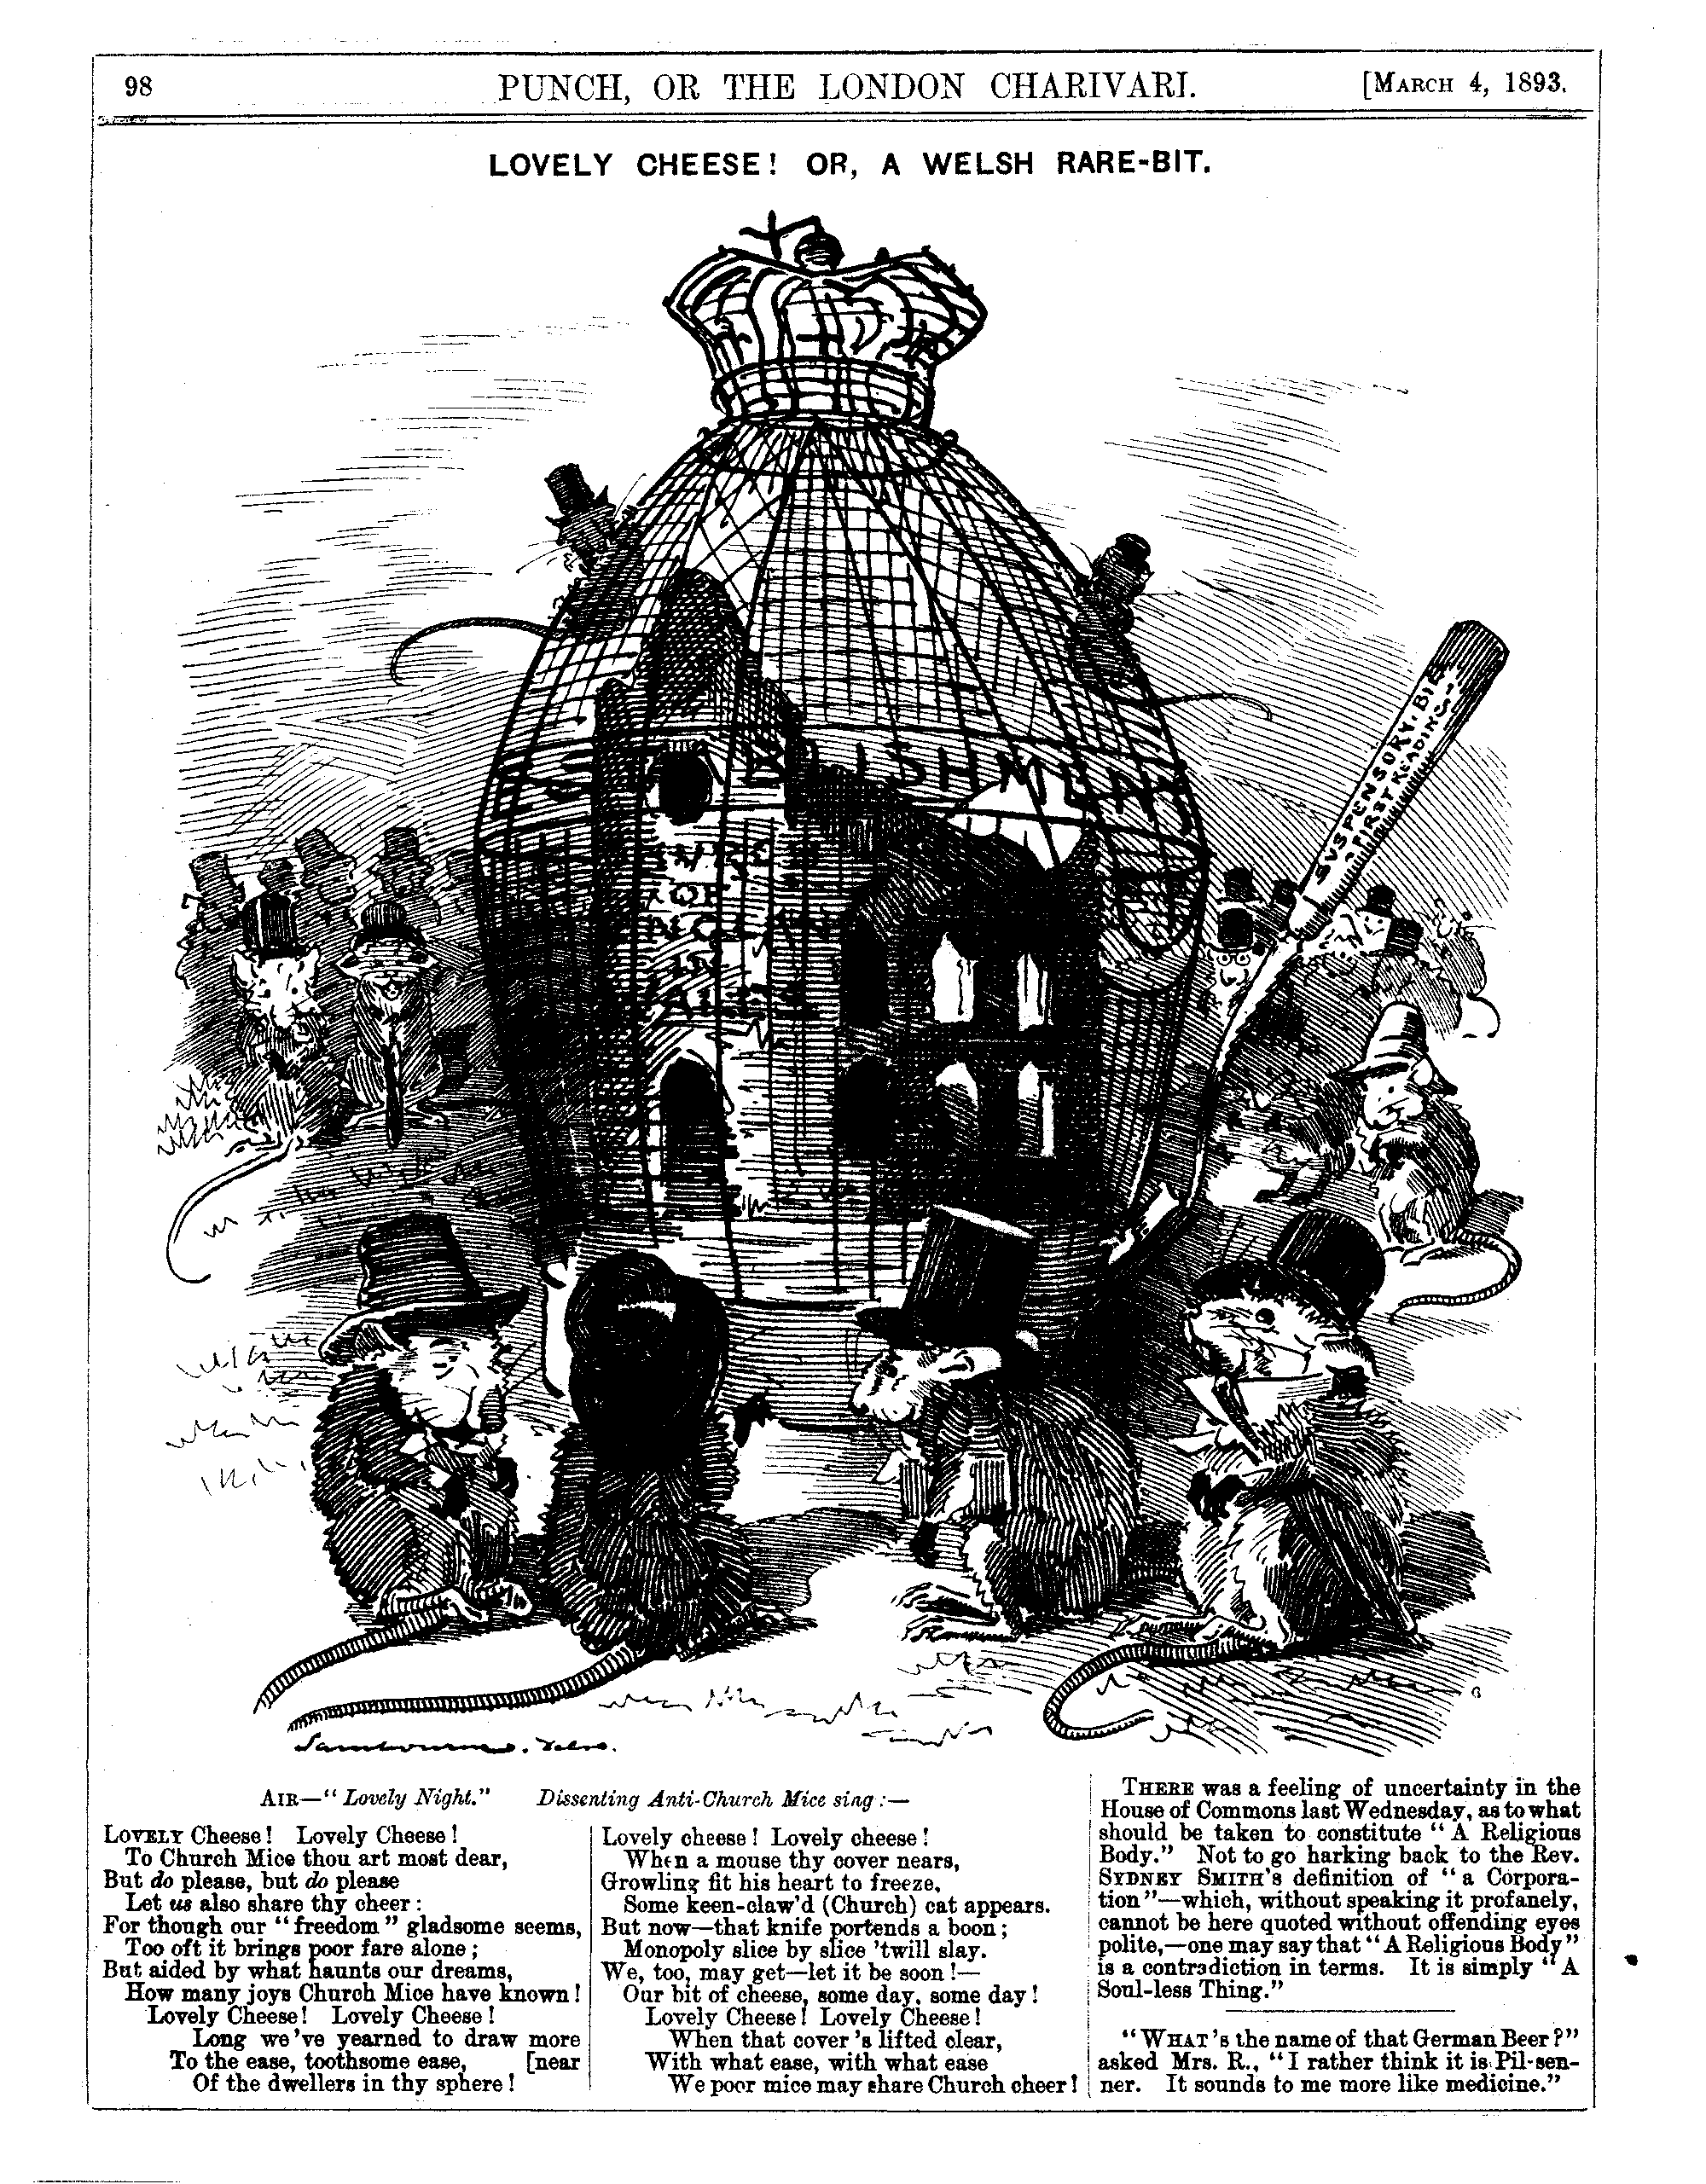 98
PUNCH, OR THE LONDON CHARIVARI.
[MARCH 4, 1893.
LOVELY CHEESE! OR, A WELSH RARE-BIT.
SUSPENSORY. BILL
FIRST READING
Sambourne. Delin.
AIR—"Lovely Night." Dissenting Anti-Church Mice sing:—
LOVELY Cheese! Lovely Cheese!
To Church Mice thou art most dear,
But do please, but do please
Let us also share thy cheer:
For though our "freedom" gladsome seems,
Too oft it brings poor fare alone;
But aided by what haunts our dreams,
How many joys Church Mice have known!
Lovely Cheese! Lovely Cheese!
Long we've yearned to draw more
To the ease, toothsome ease, [near
Of the dwellers in thy sphere!
Lovely cheese! Lovely cheese!
When a mouse thy cover nears,
Growling fit his heart to freeze,
Some keen-claw'd (Church) cat appears.
But now—that knife portends a boon;
Monopoly slice by slice 'twill slay.
We, too, may get—let it be soon!—
Our bit of cheese, some day, some day!
Lovely Cheese! Lovely Cheese!
When that cover's lifted clear,
With what ease, with what ease
We poor mice may share Church cheer!
THERE was a feeling of uncertainty in the
House of Commons last Wednesday, as to what
should be taken to constitute "A Religious
Body." Not to go harking back to the Rev.
SYDNEY SMITH'S definition of "a Corpora-
tion"—which, without speaking it profanely,
cannot be here quoted without offending eyes
polite,—one may say that "A Religious Body"
is a contradiction in terms. It is simply "A
Soul-less Thing."
"WHAT'S the name of that German Beer?"
asked Mrs. R., "I rather think it is Pil-sen-
ner. It sounds to me more like medicine."